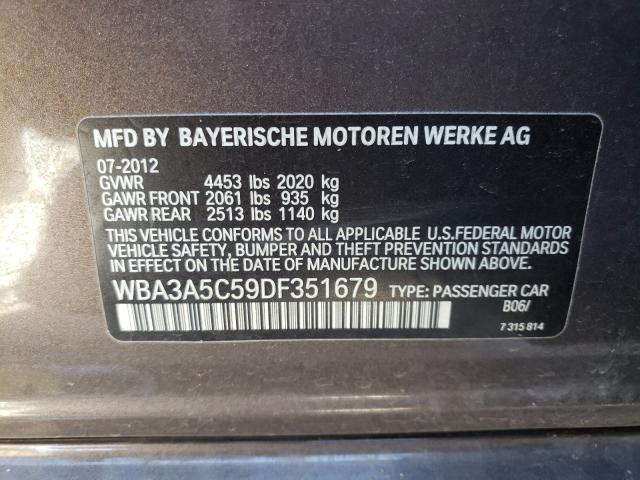 MFD BY BAYERISCHE MOTOREN WERKE AG
07-2012
GVWR 4453 lbs 2020 kg
GAWR FRONT 2061 lbs 935 kg
GAWR REAR 2513 lbs 1140 kg
THIS VEHICLE CONFORMS TO ALL APPLICABLE U.S.FEDERAL MOTOR
VEHICLE SAFETY, BUMPER AND THEFT PREVENTION STANDARDS
IN EFFECT ON THE DATE OF MANUFACTURE SHOWN ABOVE.
WBA3A5C59DF351679 TYPE: PASSENGER CAR
B06/
7 315 814